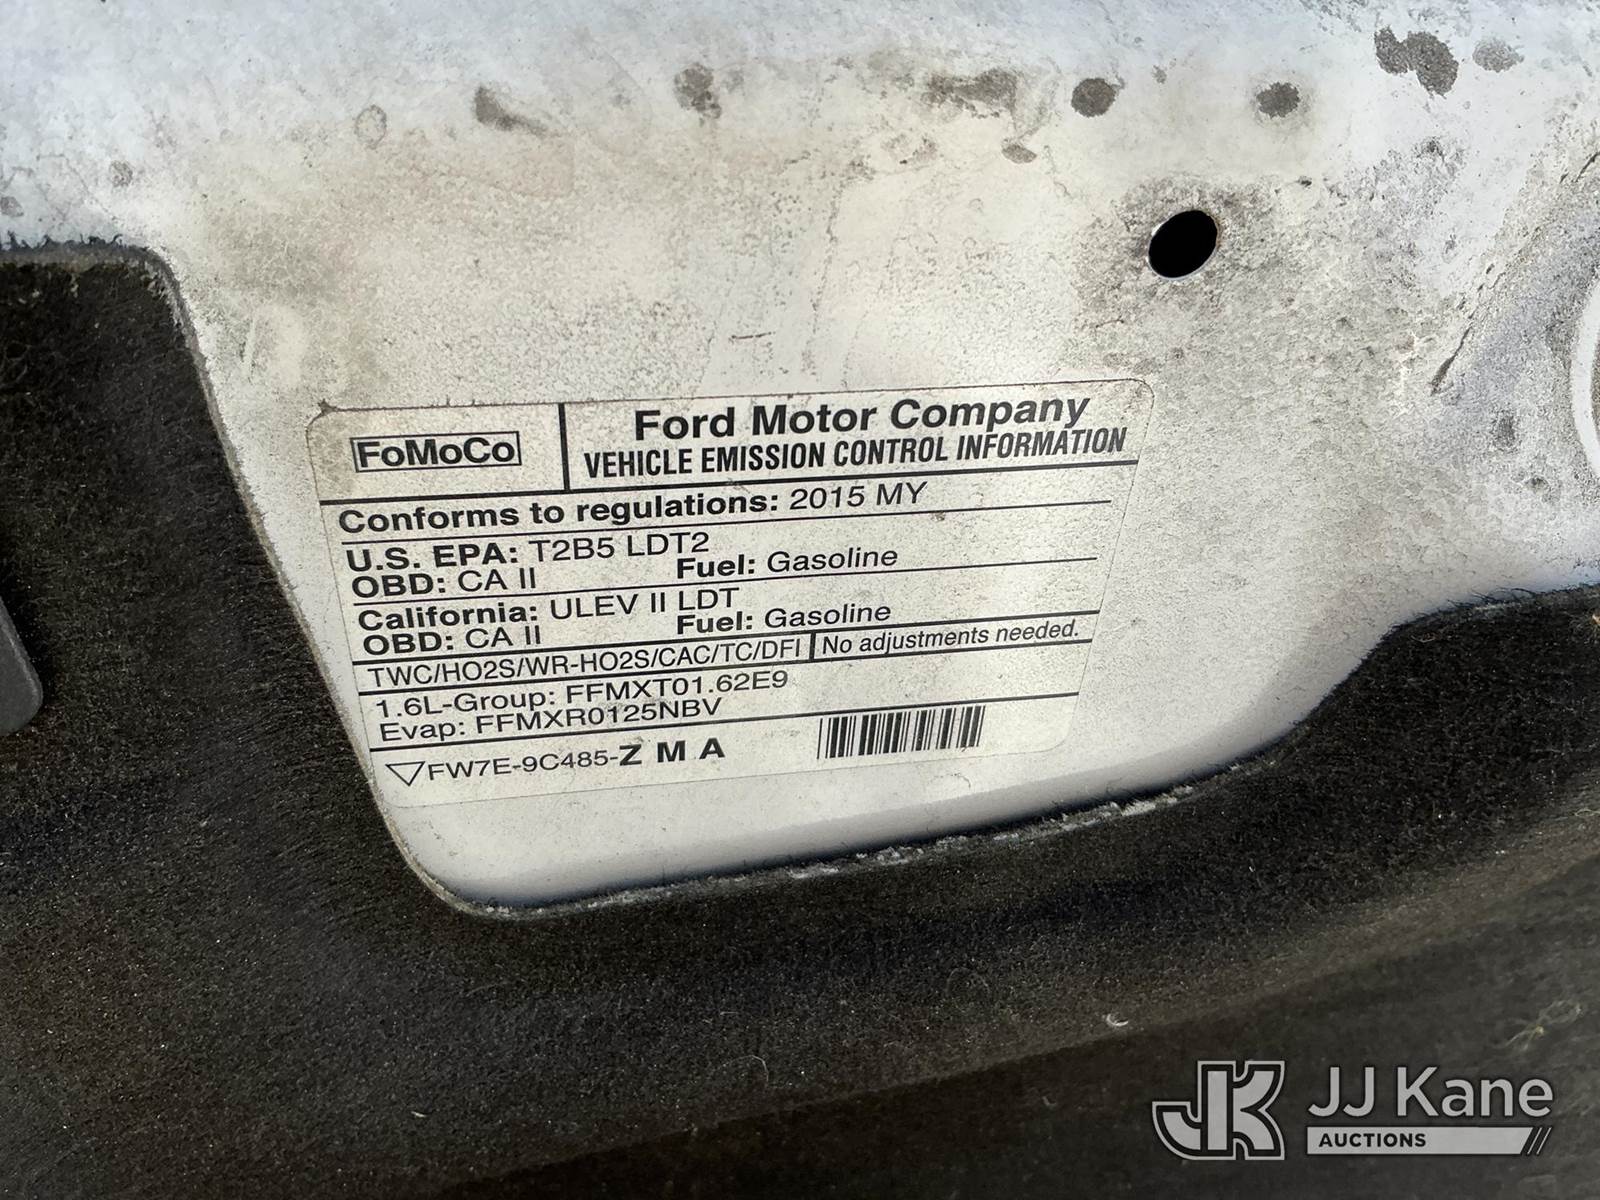 FoMoCo
Ford Motor Company
VEHICLE EMISSION CONTROL INFORMATION
Conforms to regulations: 2015 MY
U.S. EPA: T2B5 LDT2
OBD: CA II Fuel: Gasoline
California: ULEV II LDT
OBD: CA II Fuel: Gasoline
TWC/HO2S/WR-HO2S/CAC/TC/DFI No adjustments needed.
1.6L-Group: FFMXT01.62E9
Evap: FFMXR0125NBV
FW7E-9C485-Z M A
JK JJ Kane
AUCTIONS